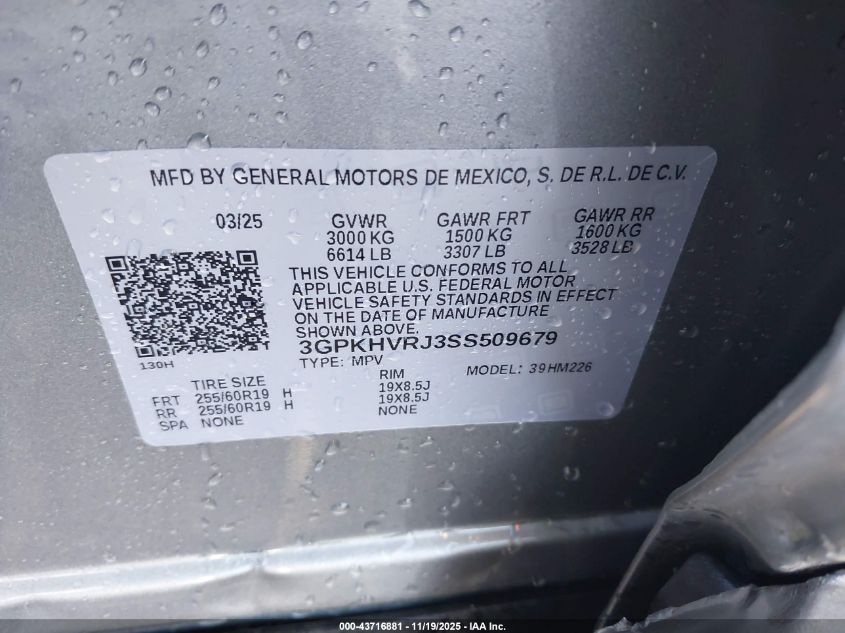 MFD BY GENERAL MOTORS DE MEXICO, S. DE R.L. DE C.V.
03/25 GVWR GAWR FRT GAWR RR
3000 KG 1500 KG 1600 KG
6614 LB 3307 LB 3528 LB
THIS VEHICLE CONFORMS TO ALL
APPLICABLE U.S. FEDERAL MOTOR
VEHICLE SAFETY STANDARDS IN EFFECT
ON THE DATE OF MANUFACTURE
SHOWN ABOVE.
3GPKHVRJ3SS509679
130H TYPE: MPV MODEL: 39HM226
TIRE SIZE RIM
FRT 255/60R19 H 19X8.5J
RR 255/60R19 H 19X8.5J
SPA NONE NONE
000-43716881 - 11/19/2025 - IAA Inc.